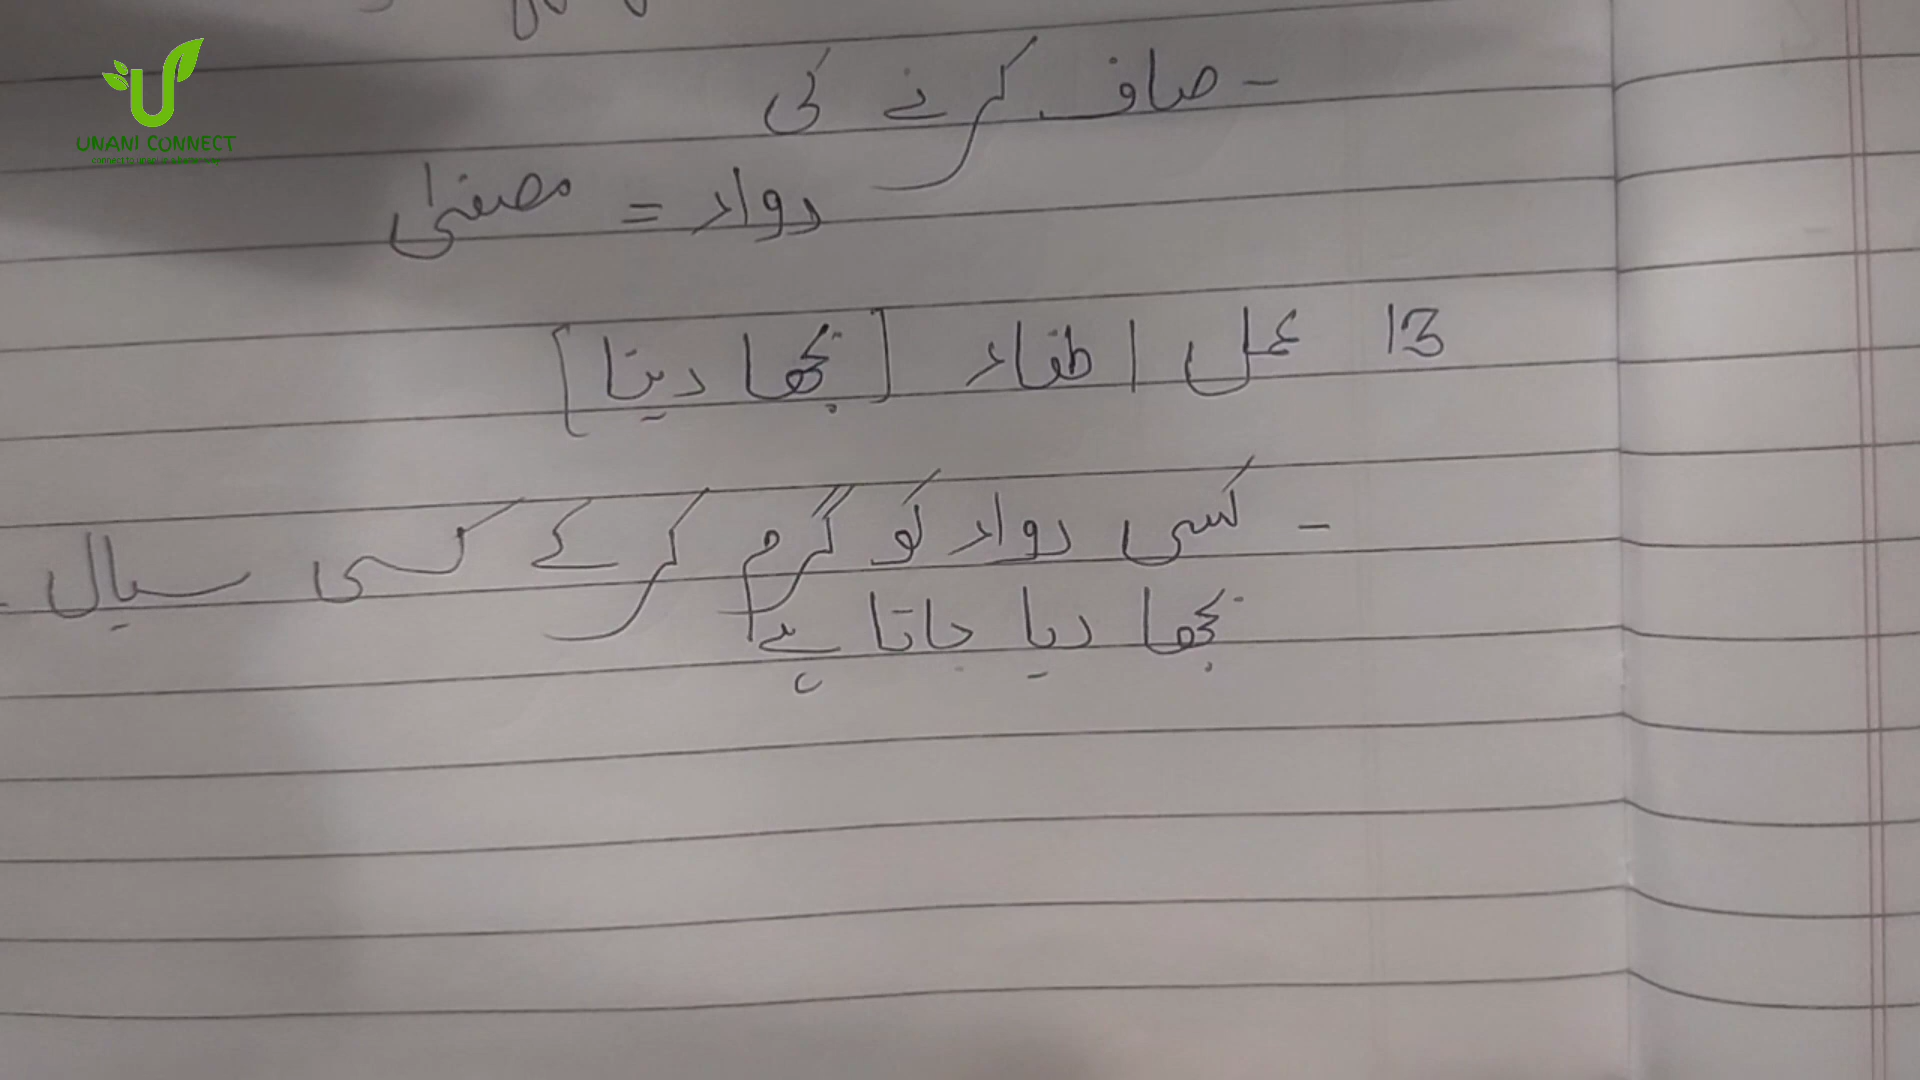 UNANI CONNECT
- صاف کرنے کی
دواء = مصفیٰ
13 عمل اطفاء [بجھا دینا]
- کسی دواء کو گرم کرکے کسی سیال
بجھا دیا جاتا ہے